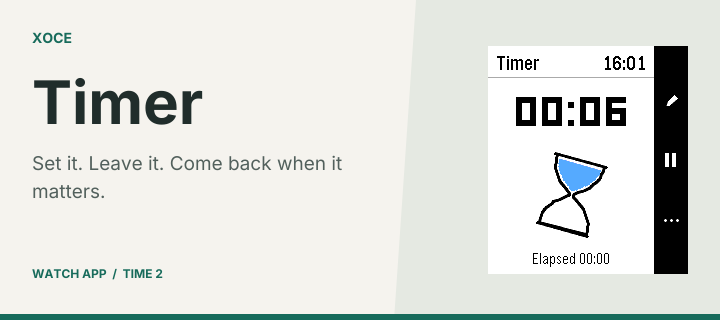 XOCE
Timer
Set it. Leave it. Come back when it
matters.
WATCH APP / TIME 2
Timer 16:01
00:06
Elapsed 00:00